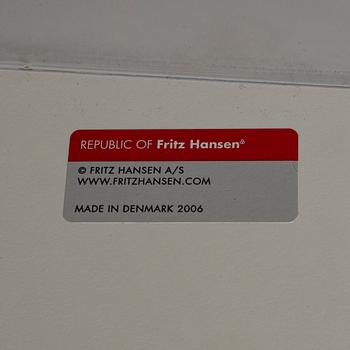 REPUBLIC OF Fritz Hansen®
© FRITZ HANSEN A/S
WWW.FRITZHANSEN.COM
MADE IN DENMARK 2006